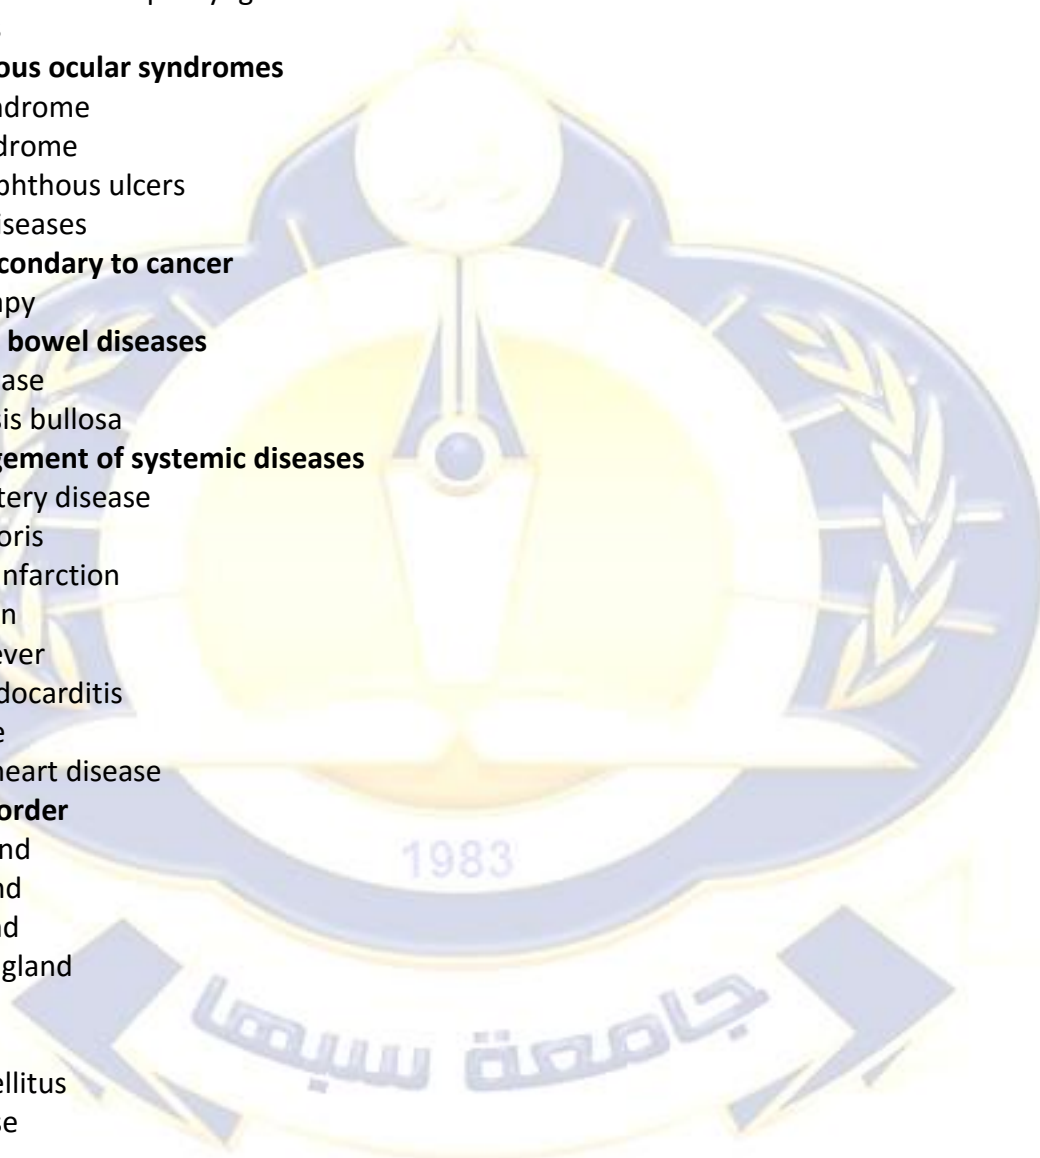 ous ocular syndromes
ndrome
drome
phthous ulcers
iseases
condary to cancer
apy
bowel diseases
ase
sis bullosa
gement of systemic diseases
tery disease
oris
nfarction
n
ever
docarditis
e
heart disease
order
nd
nd
nd
gland
ellitus
se
1983
جامعة سبها